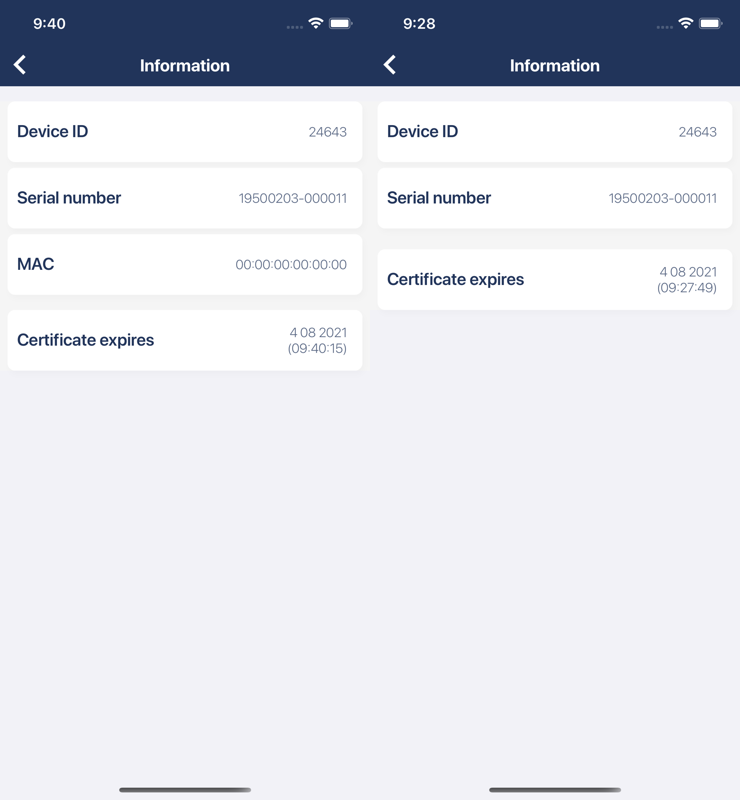 9:40
Information
Device ID
24643
Serial number
19500203-000011
MAC
00:00:00:00:00:00
Certificate expires
4 08 2021
(09:40:15)
9:28
Information
Device ID
24643
Serial number
19500203-000011
Certificate expires
4 08 2021
(09:27:49)